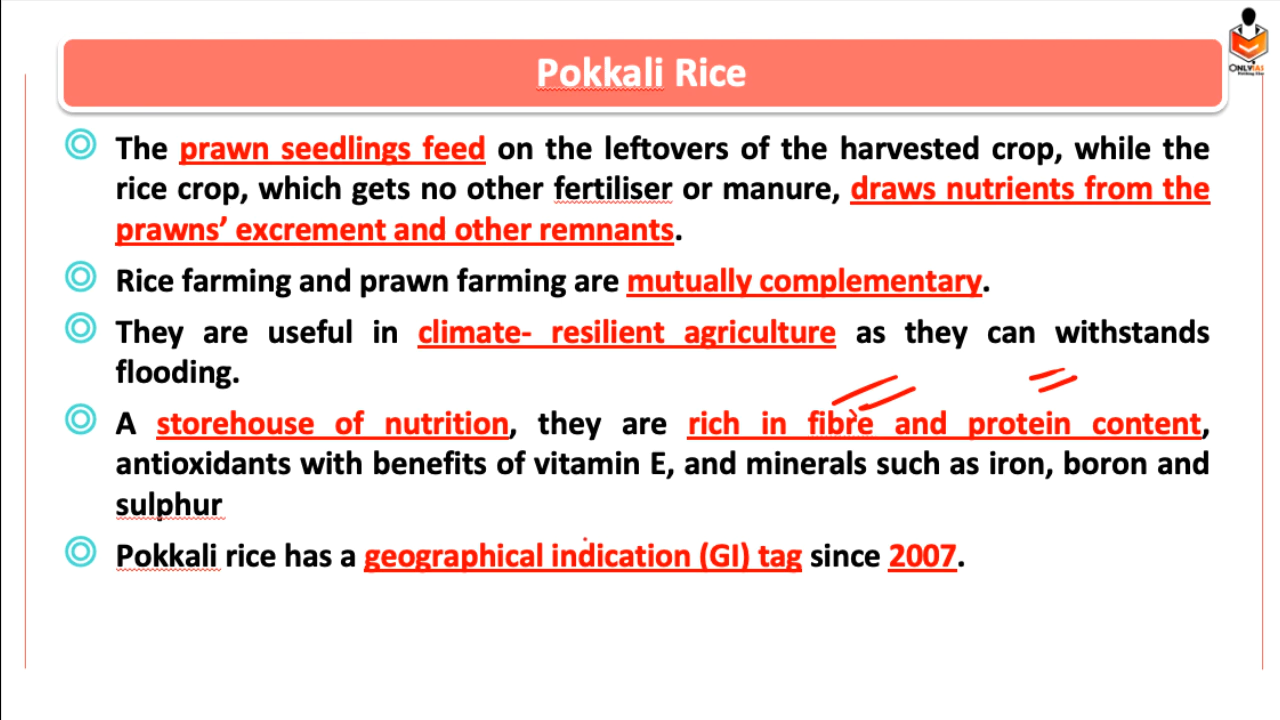 Pokkali Rice
ONLYIAS
The prawn seedlings feed on the leftovers of the harvested crop, while the
rice crop, which gets no other fertiliser or manure, draws nutrients from the
prawns’ excrement and other remnants.
Rice farming and prawn farming are mutually complementary.
They are useful in climate- resilient agriculture as they can withstands
flooding.
A storehouse of nutrition, they are rich in fibre and protein content,
antioxidants with benefits of vitamin E, and minerals such as iron, boron and
sulphur
Pokkali rice has a geographical indication (GI) tag since 2007.